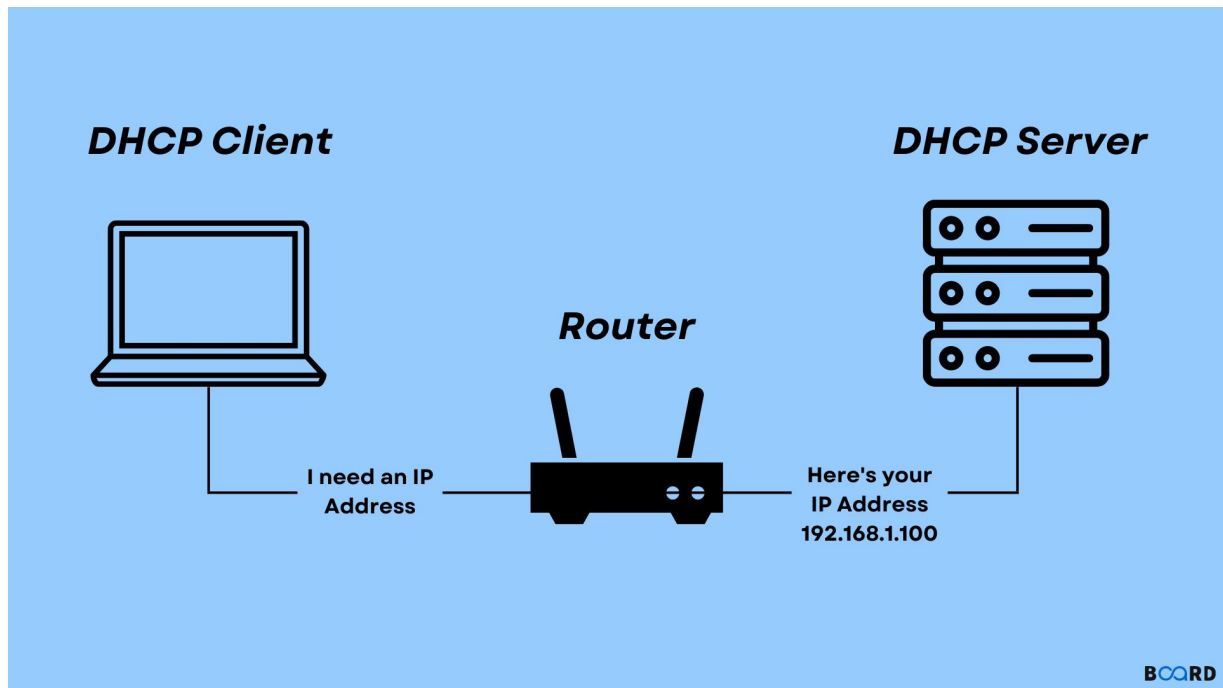 DHCP Client
DHCP Server
Router
I need an IP
Address
Here's your
IP Address
192.168.1.100
BOARD